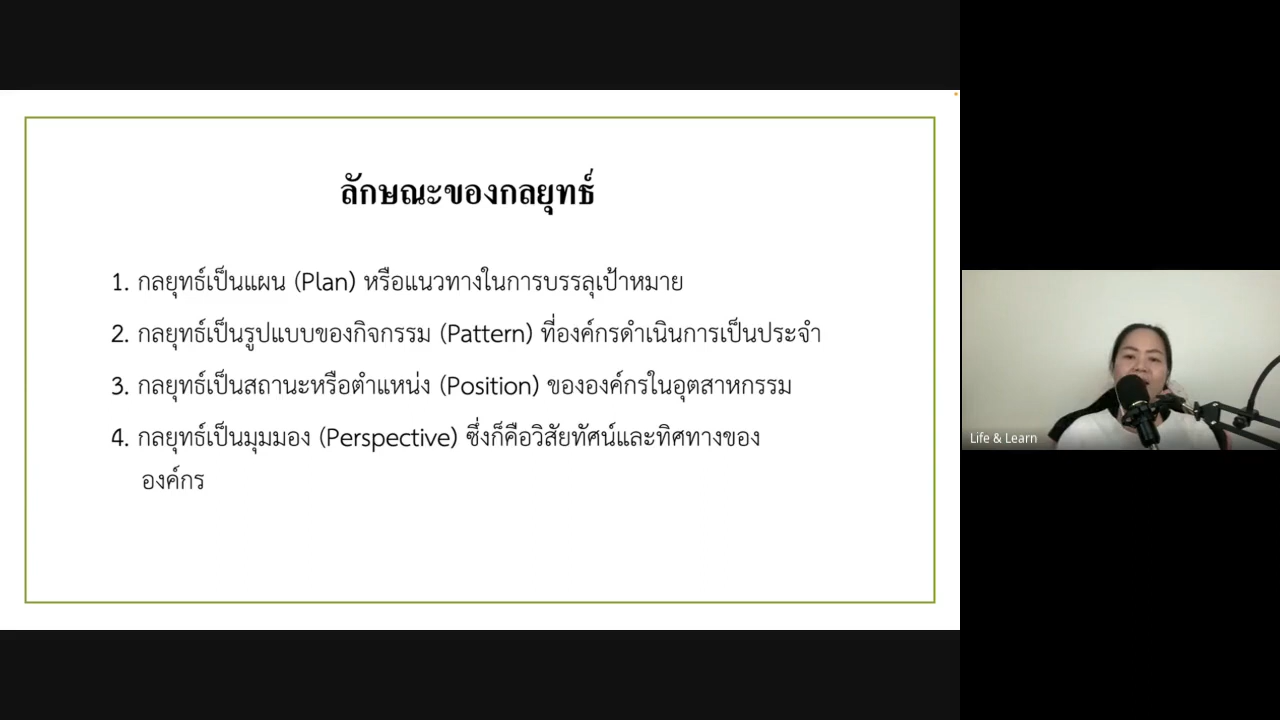 ลักษณะของกลยุทธ์
1. กลยุทธ์เป็นแผน (Plan) หรือแนวทางในการบรรลุเป้าหมาย
2. กลยุทธ์เป็นรูปแบบของกิจกรรม (Pattern) ที่องค์กรดำเนินการเป็นประจำ
3. กลยุทธ์เป็นสถานะหรือตำแหน่ง (Position) ขององค์กรในอุตสาหกรรม
4. กลยุทธ์เป็นมุมมอง (Perspective) ซึ่งก็คือวิสัยทัศน์และทิศทางของ
องค์กร
Life & Learn